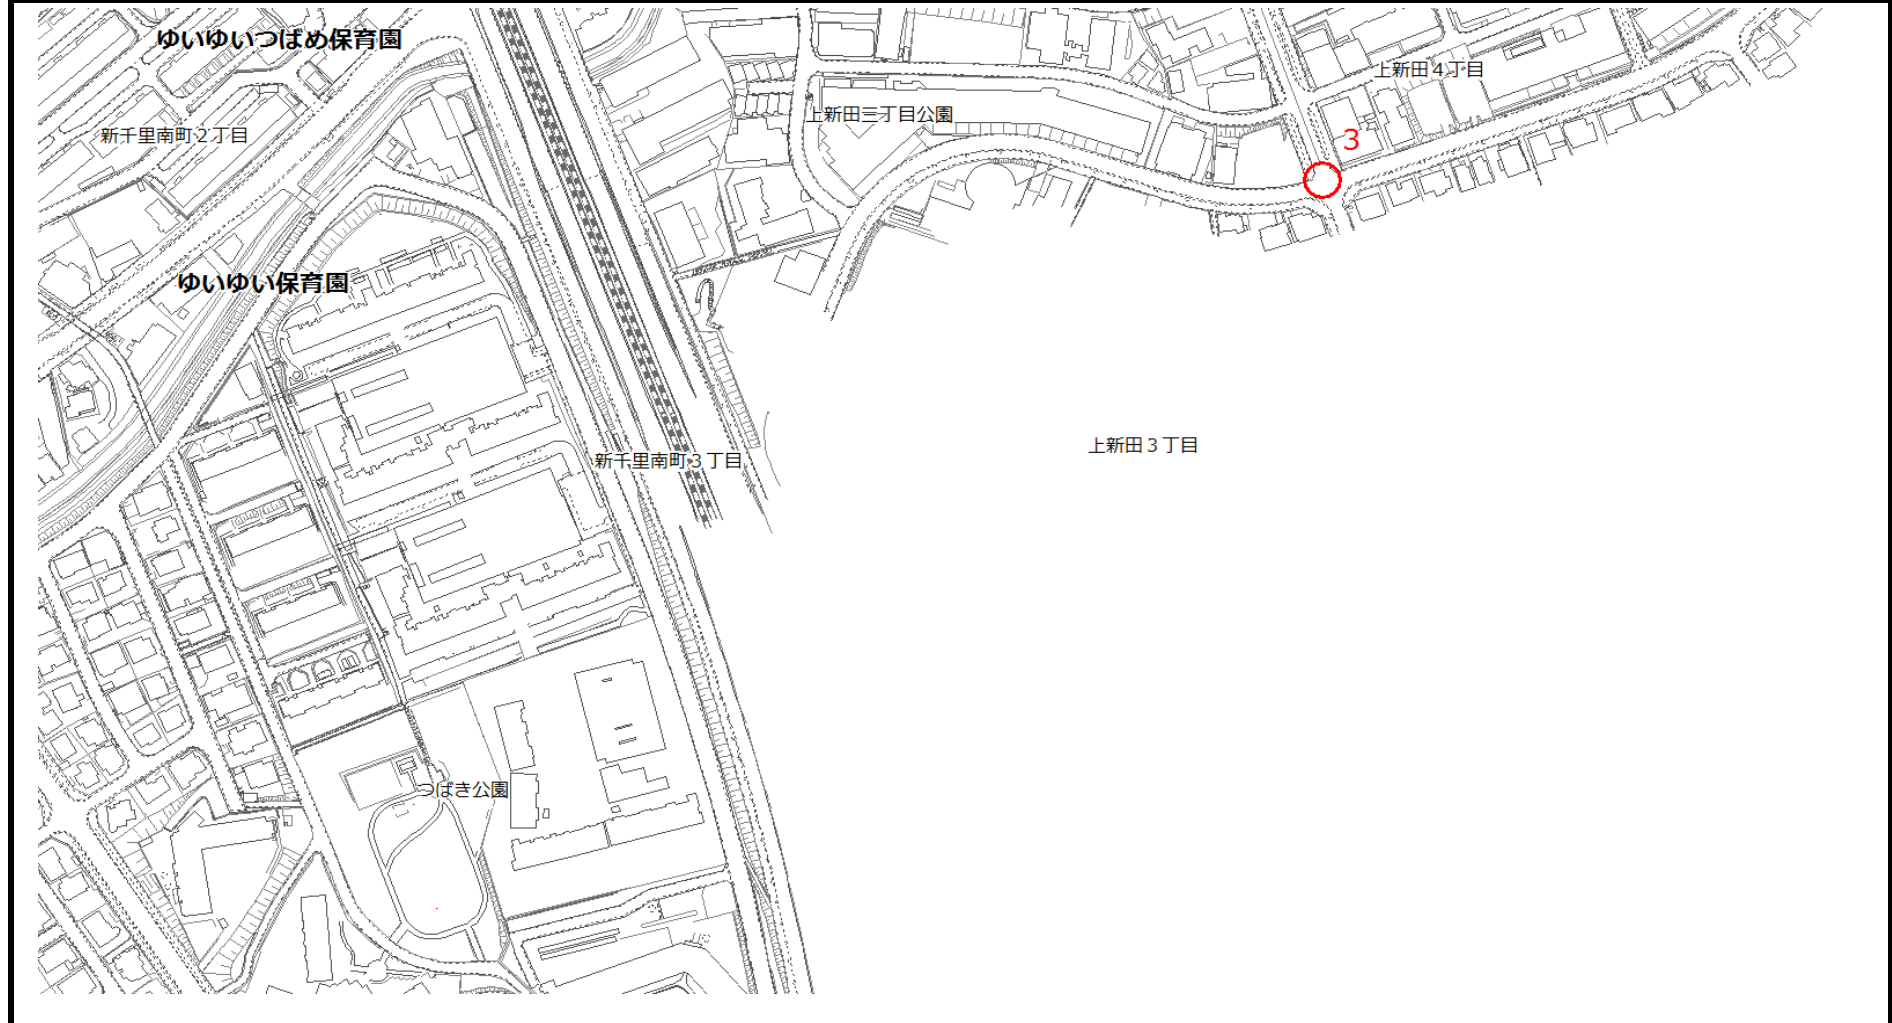 ゆいゆいつばめ保育園
上新田４丁目
上新田三丁目公園
新千里南町２丁目
3
ゆいゆい保育園
上新田３丁目
新千里南町３丁目
つばき公園